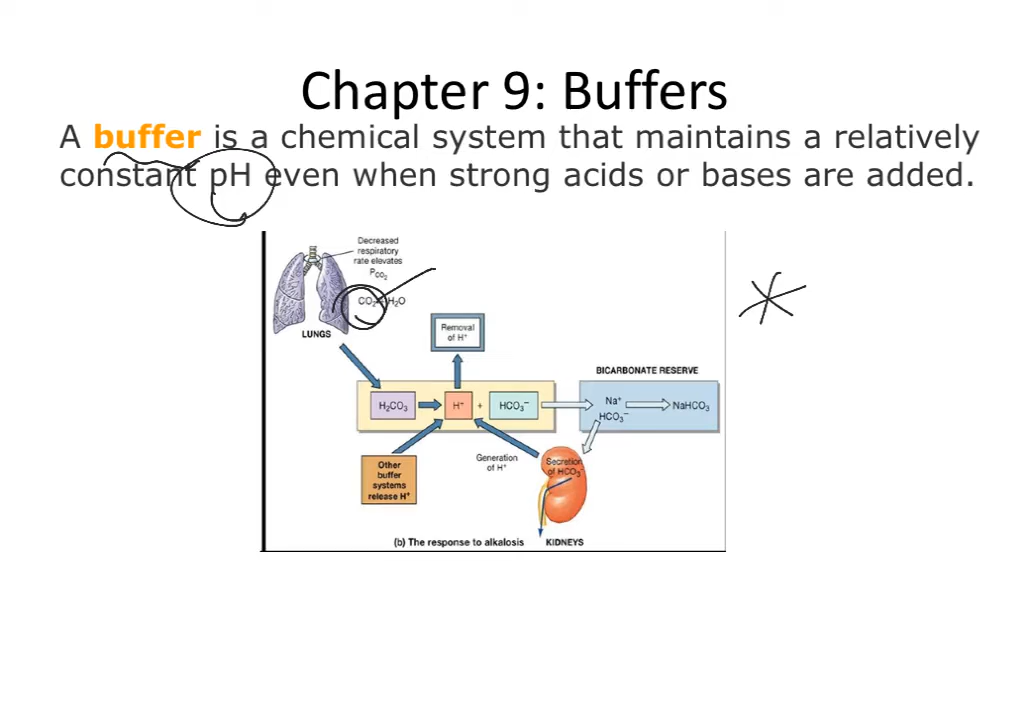 Chapter 9: Buffers
A buffer is a chemical system that maintains a relatively
constant pH even when strong acids or bases are added.
Decreased
respiratory
rate elevates
PCO₂
CO₂ + H₂O
LUNGS
Removal
of H⁺
BICARBONATE RESERVE
H₂CO₃
H⁺ + HCO₃⁻
Na⁺
HCO₃⁻
NaHCO₃
Other
buffer
systems
release H⁺
Generation
of H⁺
Secretion
of HCO₃⁻
(b) The response to alkalosis
KIDNEYS